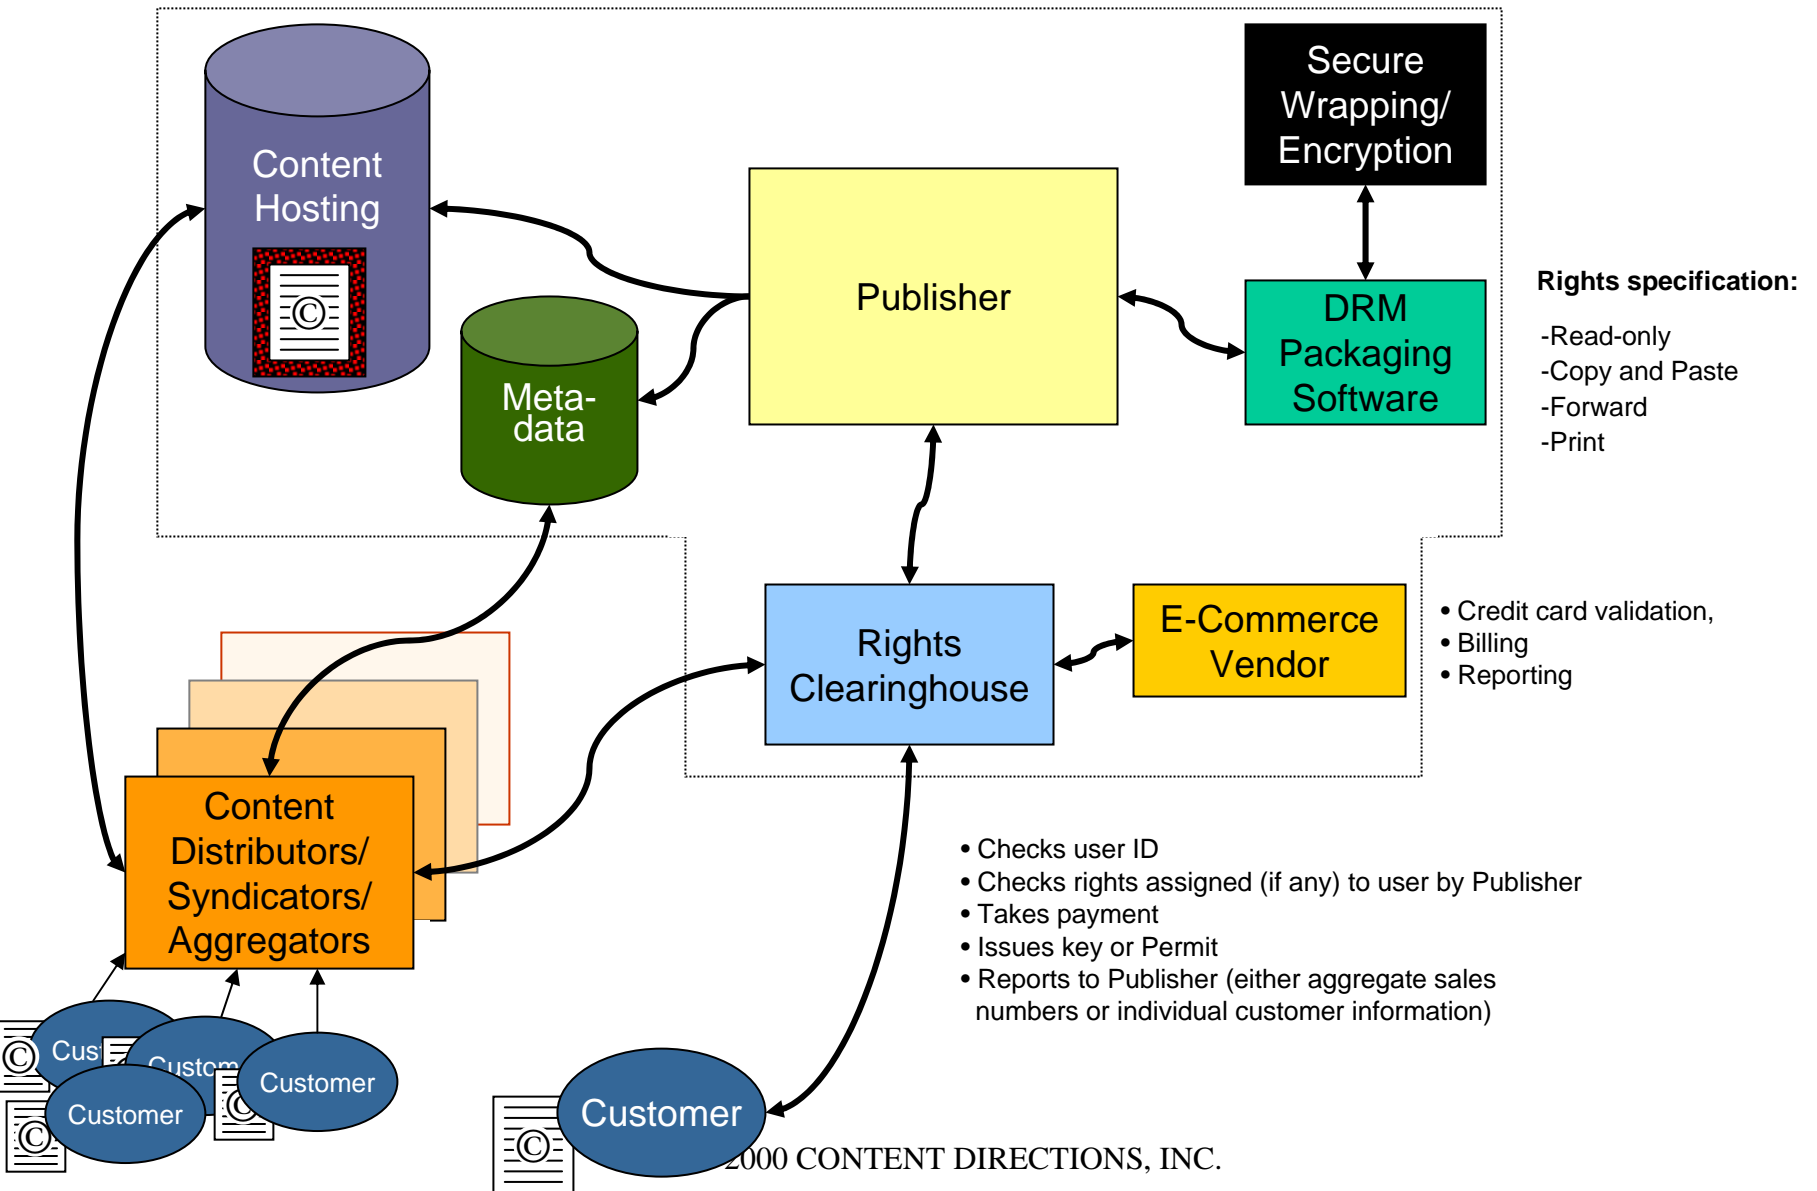 Secure
Wrapping/
Encryption
Content
Hosting
©
Publisher
Rights specification:
DRM
Packaging
Software
-Read-only
-Copy and Paste
-Forward
-Print
Meta-
data
E-Commerce
Vendor
• Credit card validation,
• Billing
• Reporting
Rights
Clearinghouse
Content
Distributors/
Syndicators/
Aggregators
• Checks user ID
• Checks rights assigned (if any) to user by Publisher
• Takes payment
• Issues key or Permit
• Reports to Publisher (either aggregate sales
numbers or individual customer information)
©
Customer
©
Customer
©
Customer
©
2000 CONTENT DIRECTIONS, INC.